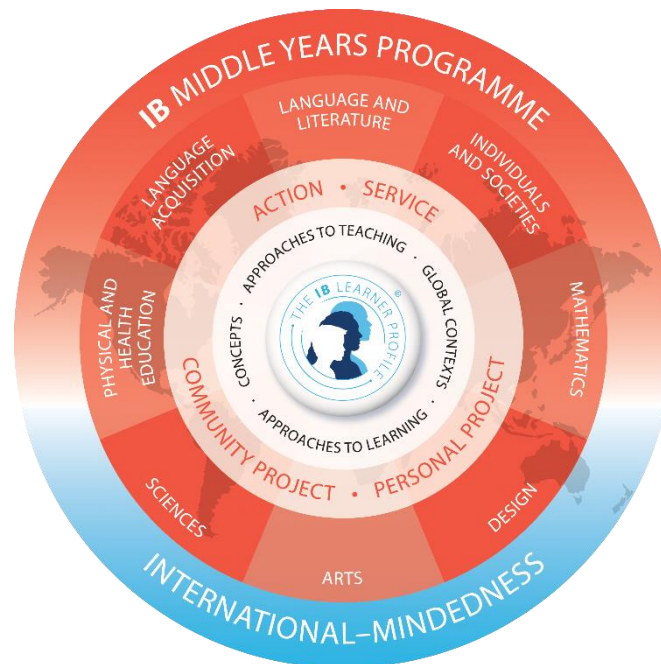 IB MIDDLE YEARS PROGRAMME
LANGUAGE AND
LITERATURE
INDIVIDUALS
AND SOCIETIES
MATHEMATICS
DESIGN
ARTS
SCIENCES
PHYSICAL AND
HEALTH
EDUCATION
LANGUAGE
ACQUISITION
ACTION • SERVICE
COMMUNITY PROJECT • PERSONAL PROJECT
APPROACHES TO TEACHING · GLOBAL CONTEXTS
CONCEPTS · APPROACHES TO LEARNING ·
THE IB LEARNER PROFILE ®
INTERNATIONAL–MINDEDNESS